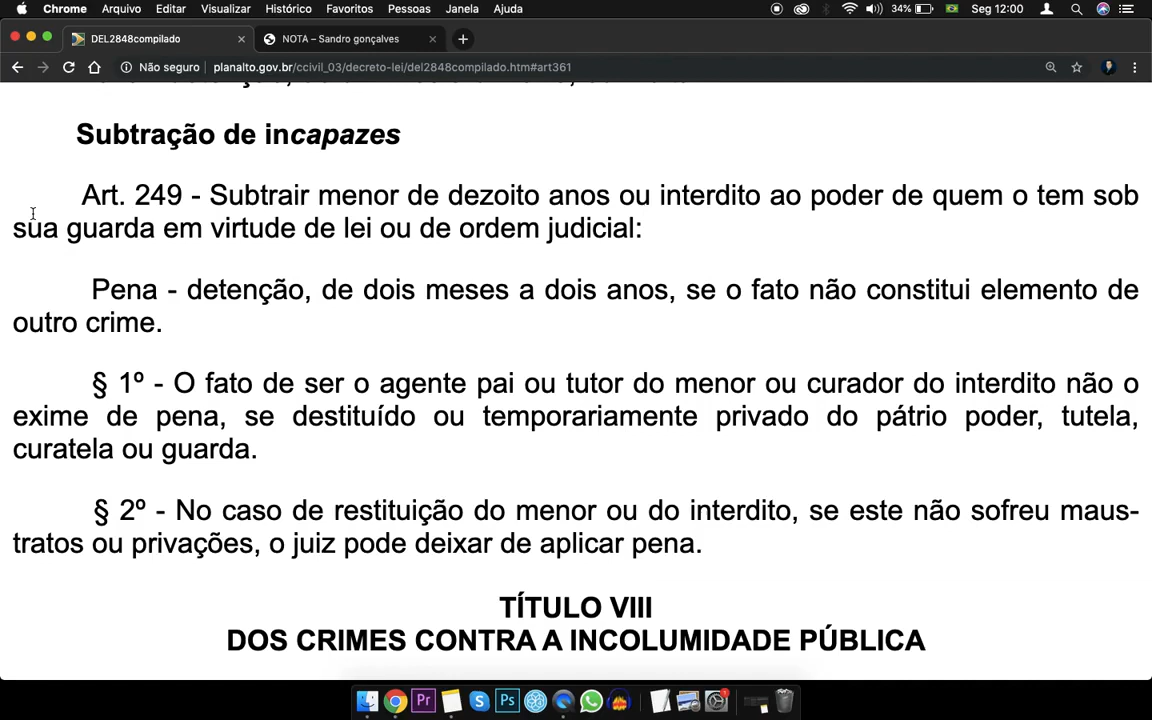 Chrome Arquivo Editar Visualizar Histórico Favoritos Pessoas Janela Ajuda 34% Seg 12:00
DEL2848compilado NOTA – Sandro gonçalves
Não seguro planalto.gov.br/ccivil_03/decreto-lei/del2848compilado.htm#art361
Subtração de incapazes
Art. 249 - Subtrair menor de dezoito anos ou interdito ao poder de quem o tem sob
sua guarda em virtude de lei ou de ordem judicial:
Pena - detenção, de dois meses a dois anos, se o fato não constitui elemento de
outro crime.
§ 1º - O fato de ser o agente pai ou tutor do menor ou curador do interdito não o
exime de pena, se destituído ou temporariamente privado do pátrio poder, tutela,
curatela ou guarda.
§ 2º - No caso de restituição do menor ou do interdito, se este não sofreu maus-
tratos ou privações, o juiz pode deixar de aplicar pena.
TÍTULO VIII
DOS CRIMES CONTRA A INCOLUMIDADE PÚBLICA
Pr Ps